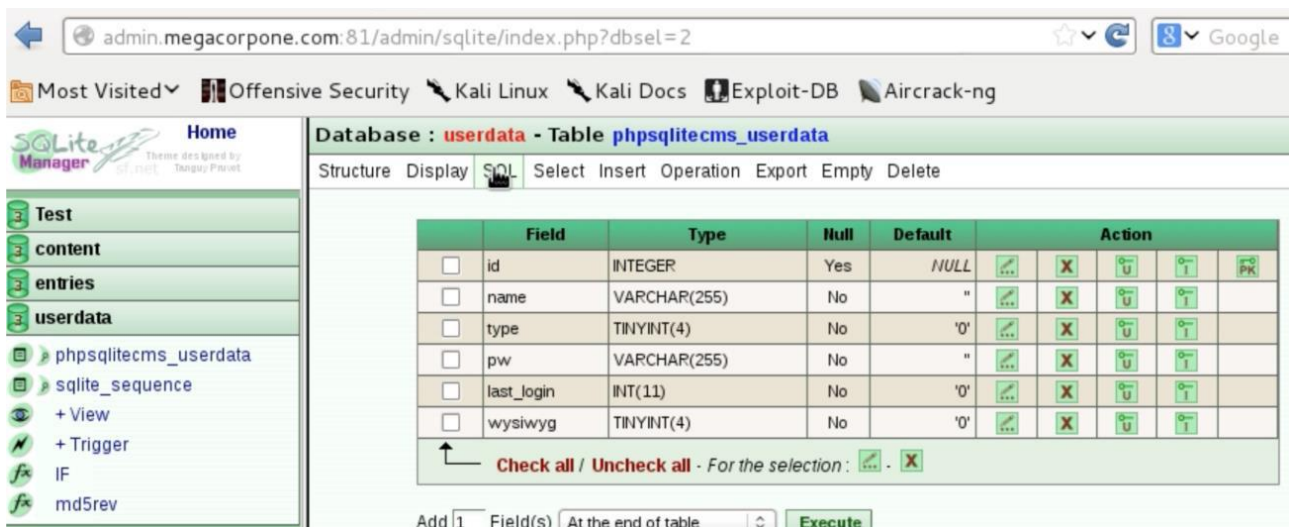 admin.megacorpone.com:81/admin/sqlite/index.php?dbsel=2
Google
Most Visited Offensive Security Kali Linux Kali Docs Exploit-DB Aircrack-ng
SQLite Manager
Home
Theme designed by
sf.net
Test
content
entries
userdata
phpsqlitecms_userdata
sqlite_sequence
+ View
+ Trigger
IF
md5rev
Database : userdata - Table phpsqlitecms_userdata
Structure Display SQL Select Insert Operation Export Empty Delete
Field Type Null Default Action
id INTEGER Yes NULL
name VARCHAR(255) No ''
type TINYINT(4) No '0'
pw VARCHAR(255) No ''
last_login INT(11) No '0'
wysiwyg TINYINT(4) No '0'
Check all / Uncheck all - For the selection : -
Add 1 Field(s) At the end of table Execute